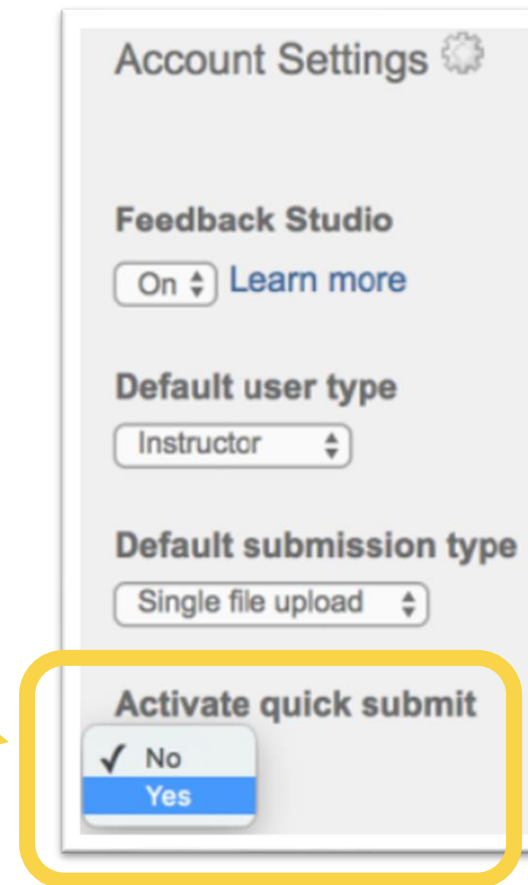 Account Settings
Feedback Studio
On Learn more
Default user type
Instructor
Default submission type
Single file upload
Activate quick submit
✓ No
Yes